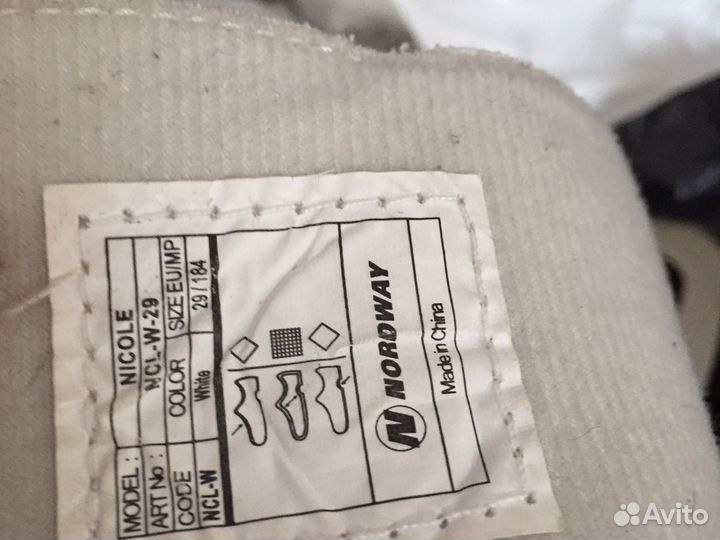 MODEL : NICOLE
ART No : NCL-W-29
CODE COLOR SIZE EU/MP
NCL-W White 29 / 184
NORDWAY
Made in China
Avito